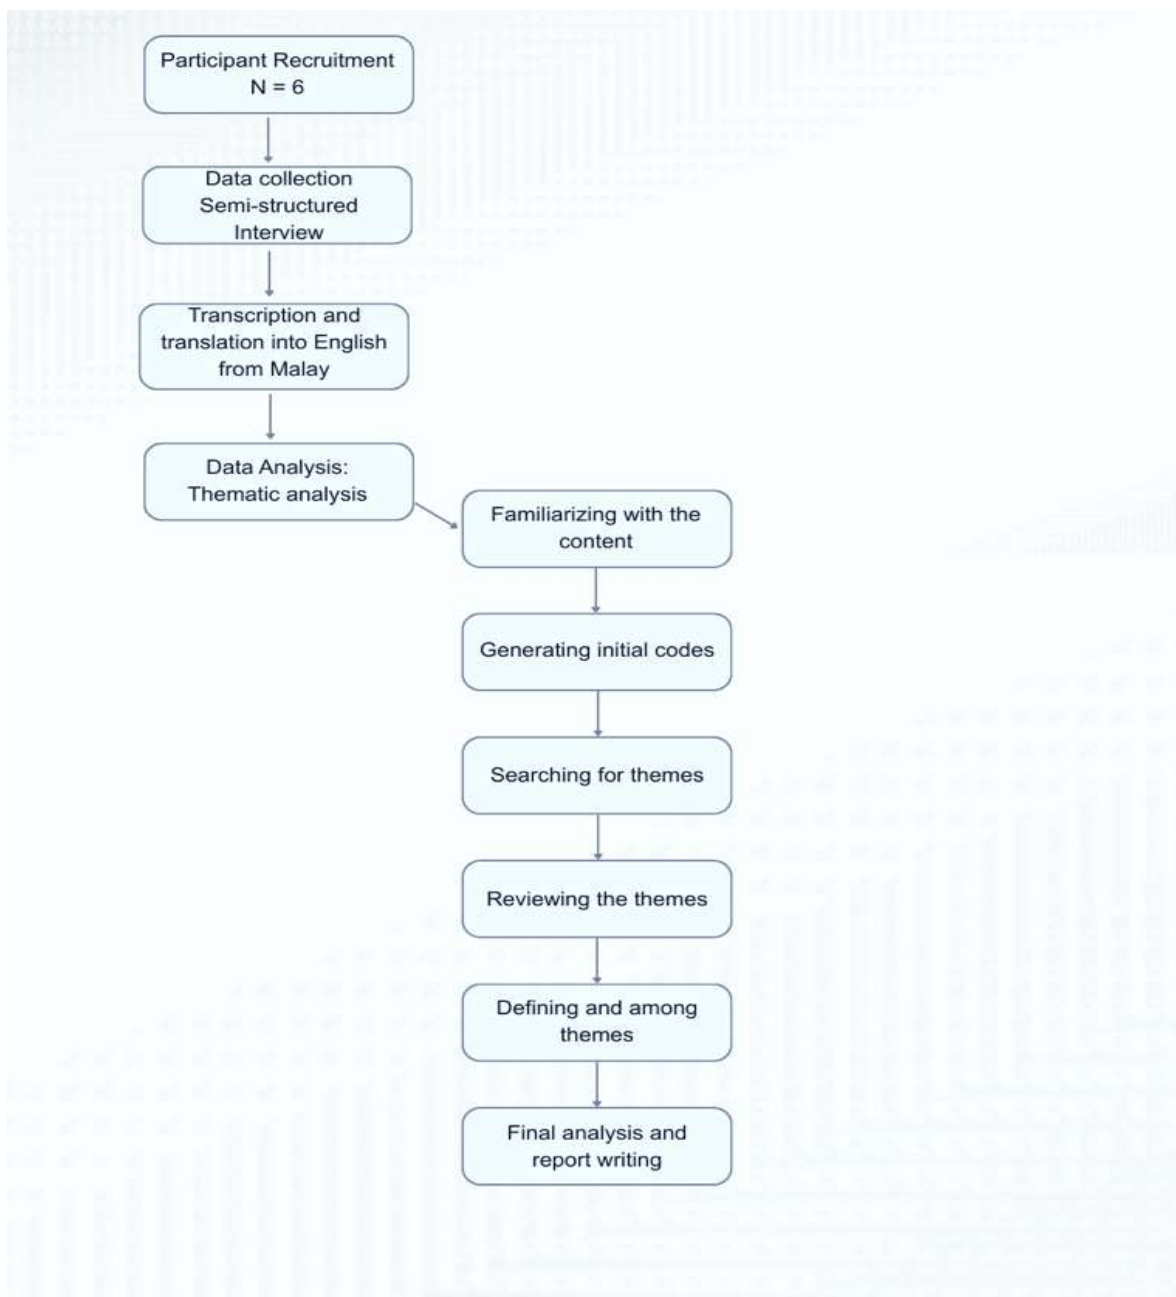 Participant Recruitment
N = 6
Data collection
Semi-structured
Interview
Transcription and
translation into English
from Malay
Data Analysis:
Thematic analysis
Familiarizing with the
content
Generating initial codes
Searching for themes
Reviewing the themes
Defining and among
themes
Final analysis and
report writing